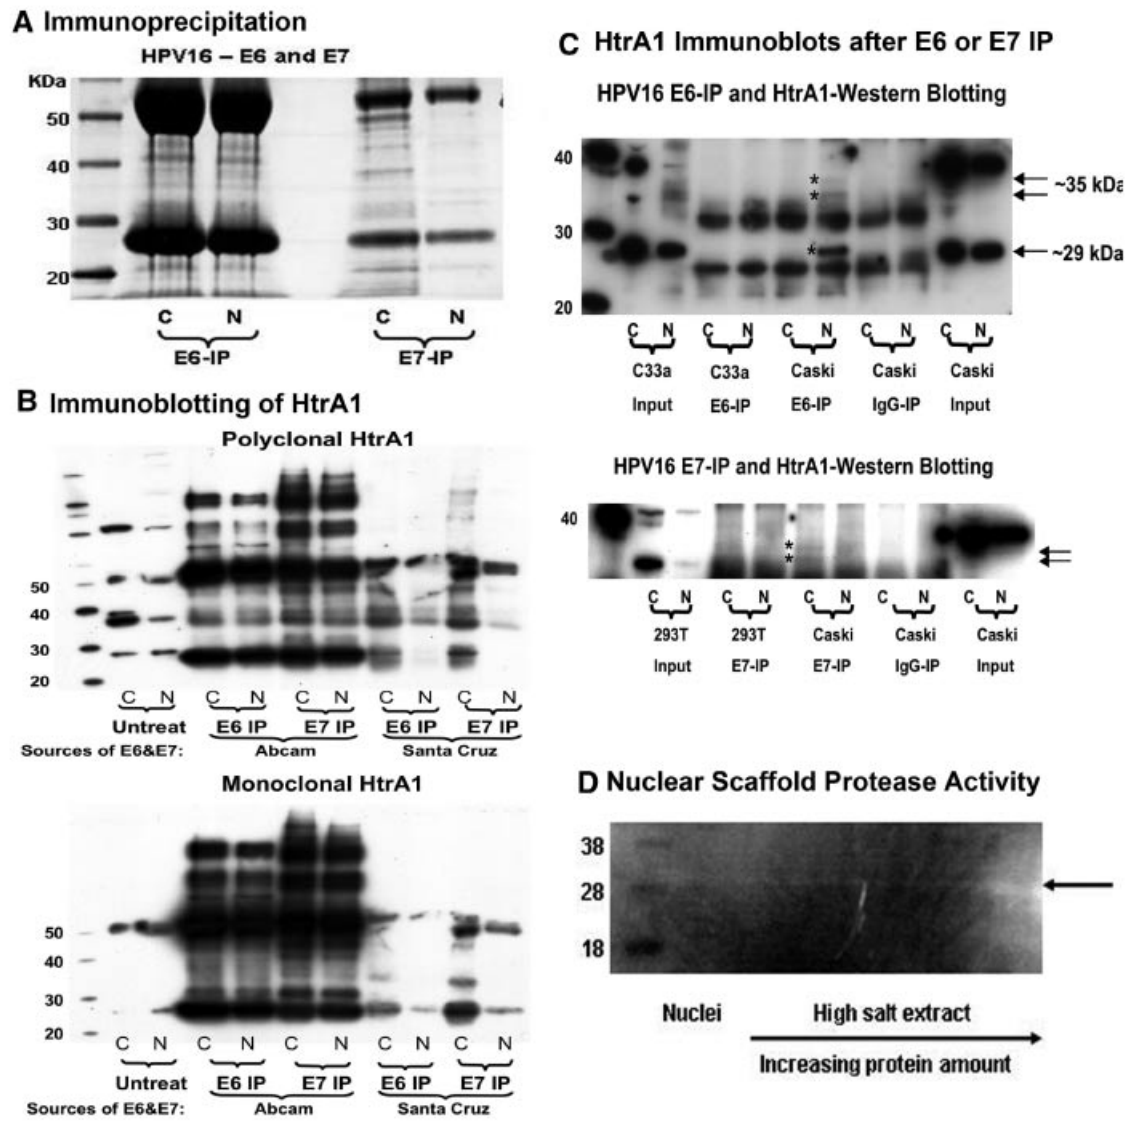 A Immunoprecipitation
HPV16 – E6 and E7
KDa
50
40
30
20
C N C N
E6-IP E7-IP
B Immunoblotting of HtrA1
Polyclonal HtrA1
50
40
30
20
C N C N C N C N C N
Untreat E6 IP E7 IP E6 IP E7 IP
Sources of E6&E7: Abcam Santa Cruz
Monoclonal HtrA1
50
40
30
20
C N C N C N C N C N
Untreat E6 IP E7 IP E6 IP E7 IP
Sources of E6&E7: Abcam Santa Cruz
C HtrA1 Immunoblots after E6 or E7 IP
HPV16 E6-IP and HtrA1-Western Blotting
40
30
20
*
*
*
~35 kDa
~29 kDa
C N C N C N C N C N
C33a C33a Caski Caski Caski
Input E6-IP E6-IP IgG-IP Input
HPV16 E7-IP and HtrA1-Western Blotting
40
*
*
C N C N C N C N C N
293T 293T Caski Caski Caski
Input E7-IP E7-IP IgG-IP Input
D Nuclear Scaffold Protease Activity
38
28
18
Nuclei High salt extract
Increasing protein amount